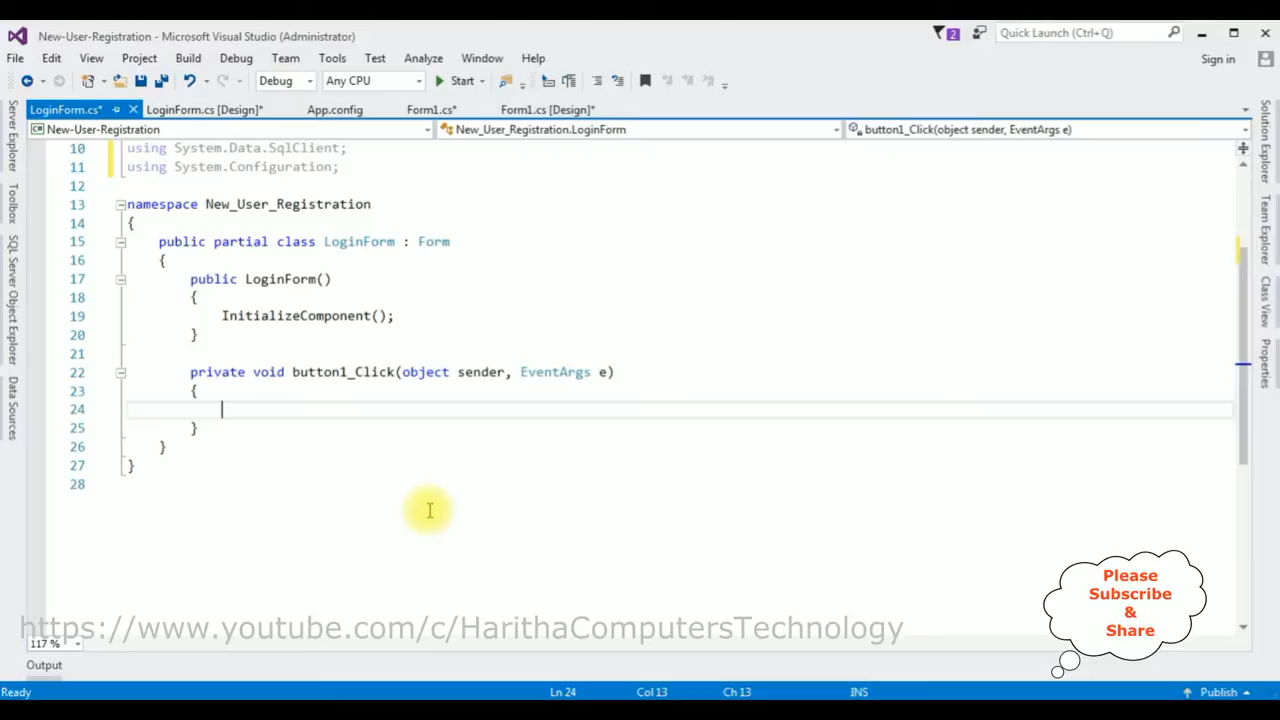 New-User-Registration - Microsoft Visual Studio (Administrator)
2
Quick Launch (Ctrl+Q)
File Edit View Project Build Debug Team Tools Test Analyze Window Help
Sign in
Debug Any CPU Start
LoginForm.cs* LoginForm.cs [Design]* App.config Form1.cs* Form1.cs [Design]*
New-User-Registration New_User_Registration.LoginForm button1_Click(object sender, EventArgs e)
Server Explorer
Toolbox
SQL Server Object Explorer
Data Sources
10 using System.Data.SqlClient;
11 using System.Configuration;
12
13 namespace New_User_Registration
14 {
15 public partial class LoginForm : Form
16 {
17 public LoginForm()
18 {
19 InitializeComponent();
20 }
21
22 private void button1_Click(object sender, EventArgs e)
23 {
24
25 }
26 }
27 }
28
Solution Explorer
Team Explorer
Class View
Properties
Please
Subscribe
&
Share
https://www.youtube.com/c/HarithaComputersTechnology
117 %
Output
Ready Ln 24 Col 13 Ch 13 INS Publish